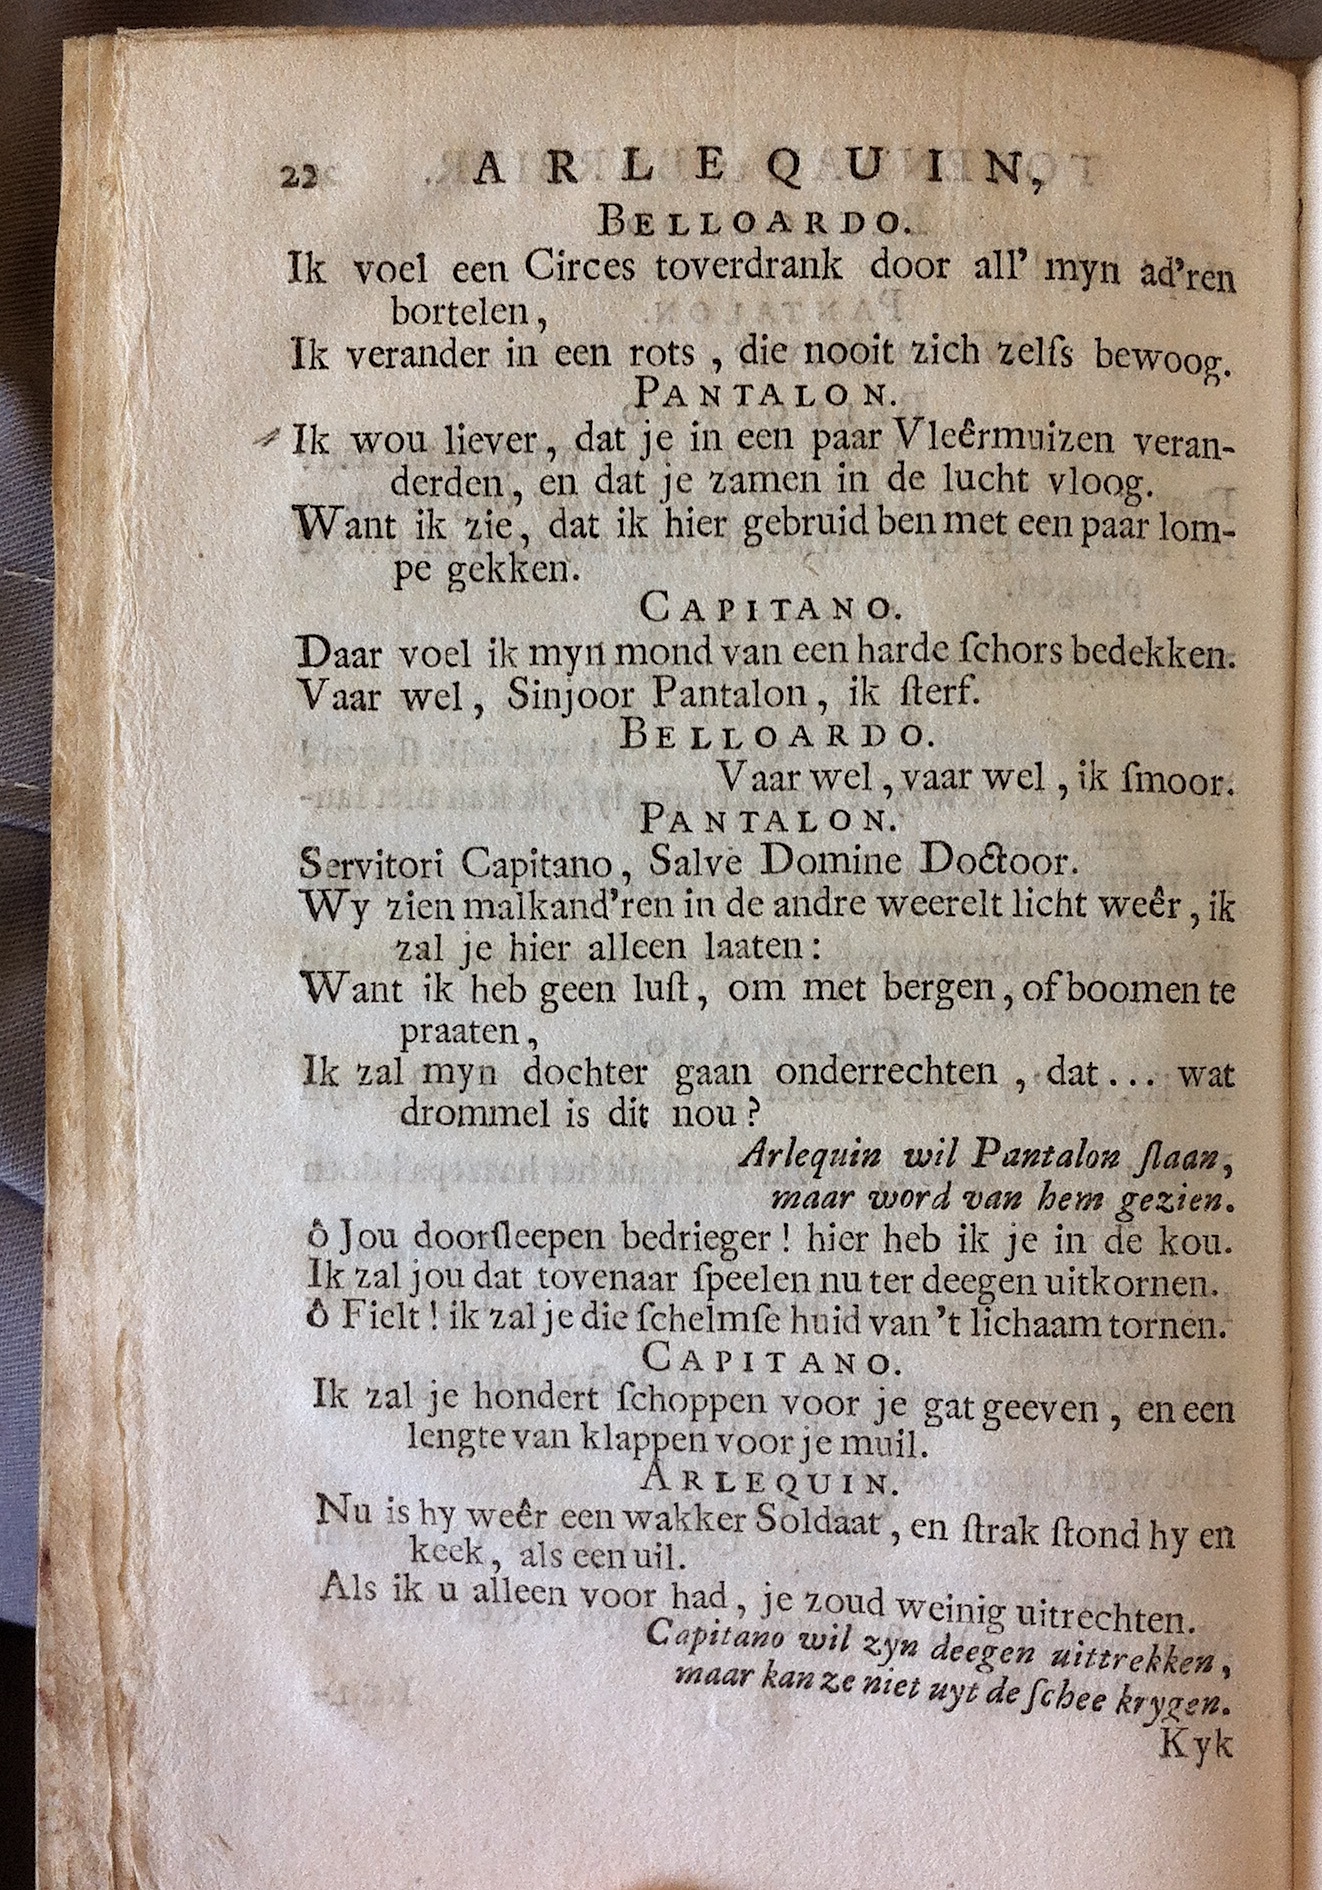 22 ARLEQUIN,
BELLOARDO.
Ik voel een Circes toverdrank door all’ myn ad’ren
bortelen,
Ik verander in een rots , die nooit zich zelfs bewoog.
PANTALON.
Ik wou liever, dat je in een paar Vleêrmuizen veran-
derden, en dat je zamen in de lucht vloog.
Want ik zie, dat ik hier gebruid ben met een paar lom-
pe gekken.
CAPITANO.
Daar voel ik myn mond van een harde ſchors bedekken.
Vaar wel, Sinjoor Pantalon, ik ſterf.
BELLOARDO.
Vaar wel, vaar wel, ik ſmoor.
PANTALON.
Servitori Capitano, Salve Domine Doctoor.
Wy zien malkand’ren in de andre weerelt licht weêr, ik
zal je hier alleen laaten:
Want ik heb geen luſt, om met bergen, of boomen te
praaten,
Ik zal myn dochter gaan onderrechten , dat... wat
drommel is dit nou?
Arlequin wil Pantalon ſlaan,
maar word van hem gezien.
ô Jou doorſleepen bedrieger! hier heb ik je in de kou.
Ik zal jou dat tovenaar ſpeelen nu ter deegen uitkornen.
ô Fielt! ik zal je die ſchelmſe huid van ’t lichaam tornen.
CAPITANO.
Ik zal je hondert ſchoppen voor je gat geeven, en een
lengte van klappen voor je muil.
ARLEQUIN.
Nu is hy weêr een wakker Soldaat, en ſtrak ſtond hy en
keek, als een uil.
Als ik u alleen voor had, je zoud weinig uitrechten.
Capitano wil zyn deegen uittrekken,
maar kan ze niet uyt de ſchee krygen.
Kyk